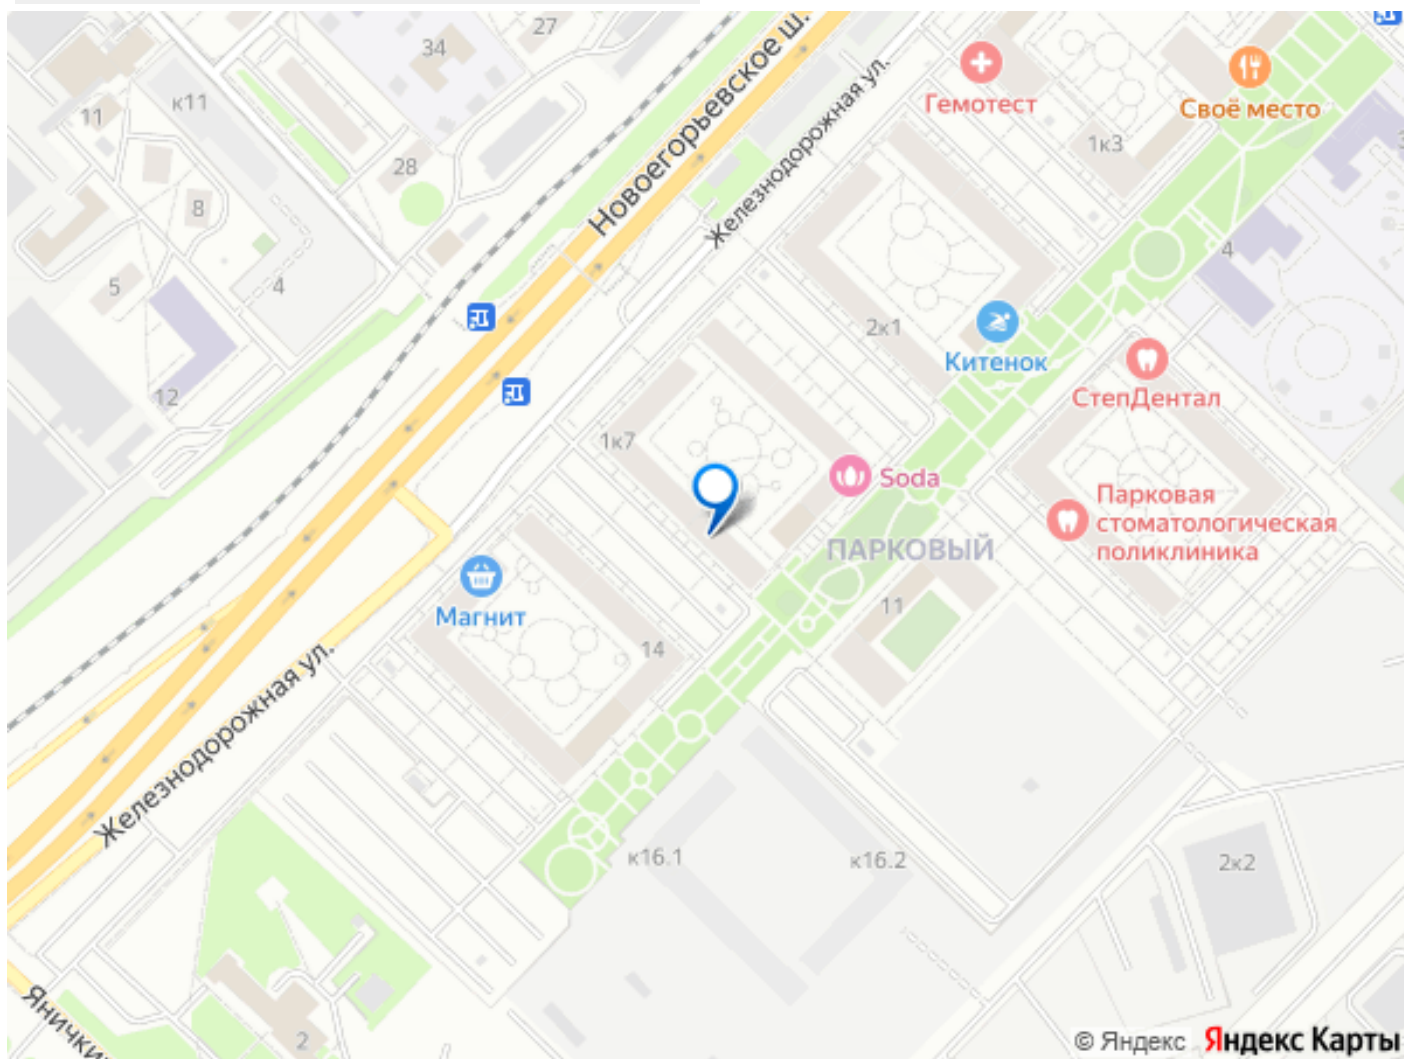 27
34
к11
11
28
8
5
4
12
Новоегорьевское ш.
Железнодорожная ул.
Гемотест
Своё место
1к3
4
2к1
Китенок
СтепДентал
1к7
Soda
Парковая
стоматологическая
поликлиника
ПАРКОВЫЙ
Магнит
11
14
Железнодорожная ул.
к16.1
к16.2
2к2
2
© Яндекс Яндекс Карты